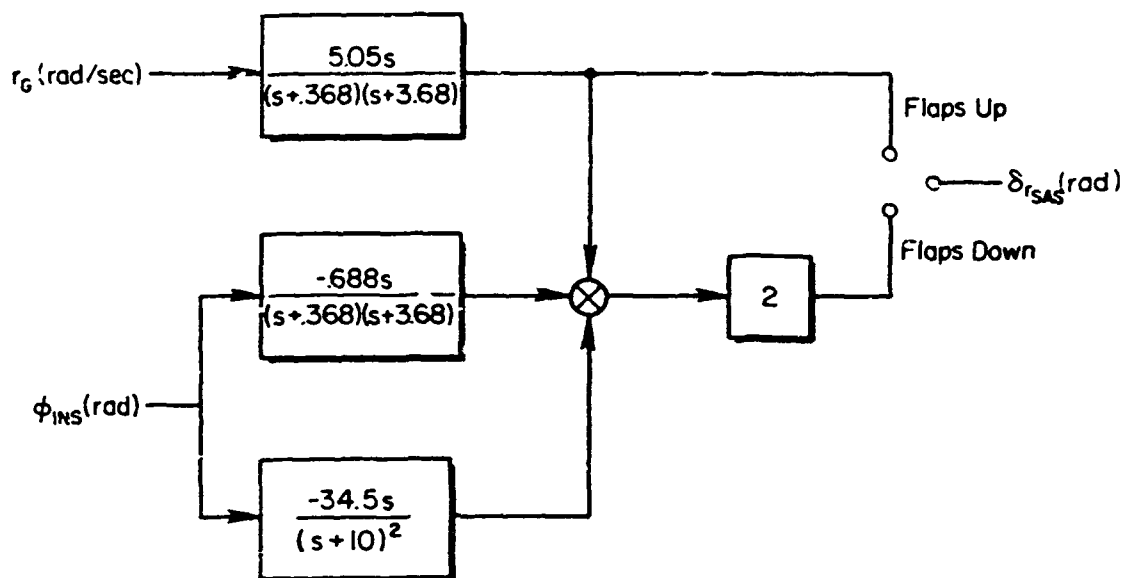 r_G (rad/sec)
5.05s
(s+.368)(s+3.68)
Flaps Up
δ_rSAS (rad)
Flaps Down
-.688s
(s+.368)(s+3.68)
2
φ_INS (rad)
-34.5s
(s+10)²